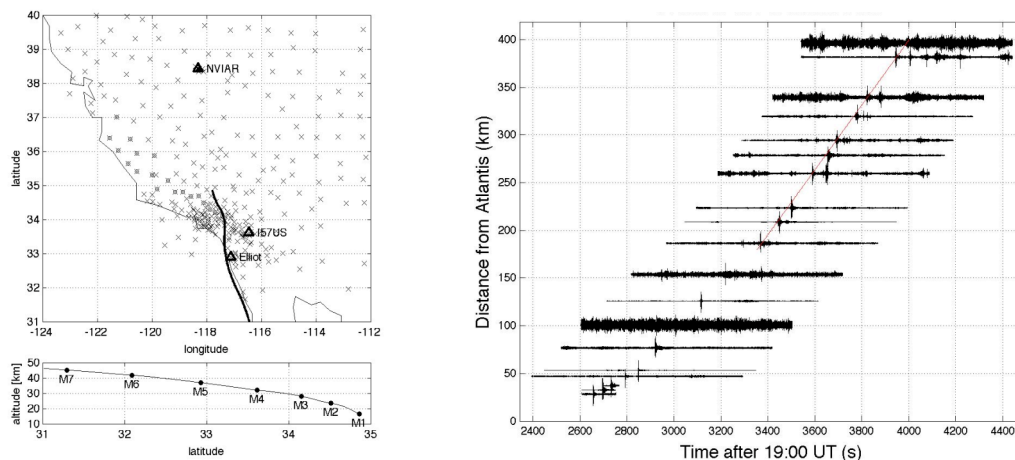 40
39
38
37
36
35
34
33
32
31
latitude
NVIAR
I57US
Elliot
-124 -122 -120 -118 -116 -114 -112
longitude
50
40
30
20
10
altitude [km]
M7 M6 M5 M4 M3 M2 M1
31 32 33 34 35
latitude
400
350
300
250
200
150
100
50
0
Distance from Atlantis (km)
2400 2600 2800 3000 3200 3400 3600 3800 4000 4200 4400
Time after 19:00 UT (s)